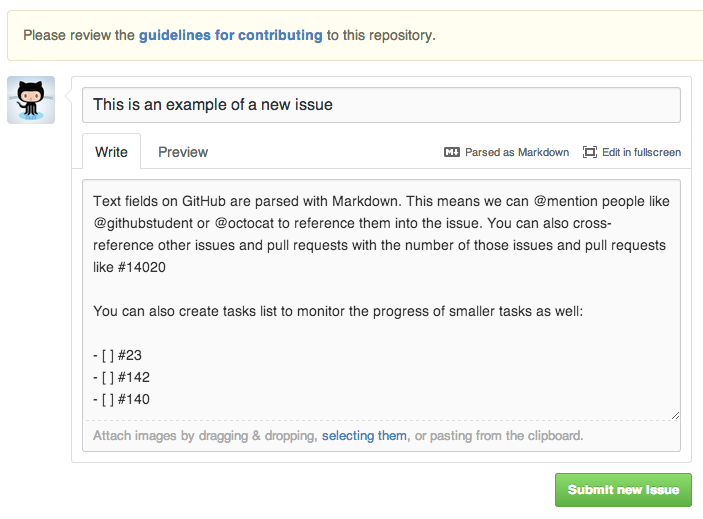 Please review the guidelines for contributing to this repository.
This is an example of a new issue
Write Preview Parsed as Markdown Edit in fullscreen
Text fields on GitHub are parsed with Markdown. This means we can @mention people like
@githubstudent or @octocat to reference them into the issue. You can also cross-
reference other issues and pull requests with the number of those issues and pull requests
like #14020
You can also create tasks list to monitor the progress of smaller tasks as well:
- [ ] #23
- [ ] #142
- [ ] #140
Attach images by dragging & dropping, selecting them, or pasting from the clipboard.
Submit new Issue